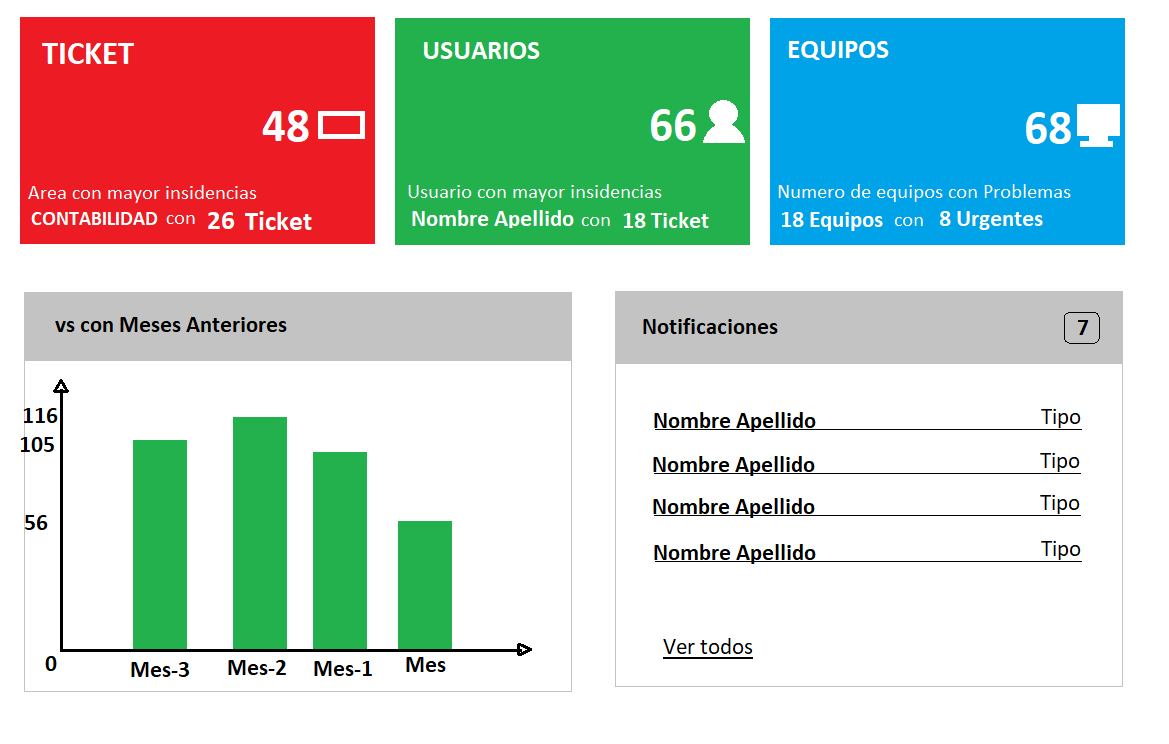 TICKET
48
Area con mayor insidencias
CONTABILIDAD con 26 Ticket
USUARIOS
66
Usuario con mayor insidencias
Nombre Apellido con 18 Ticket
EQUIPOS
68
Numero de equipos con Problemas
18 Equipos con 8 Urgentes
vs con Meses Anteriores
116
105
56
0
Mes-3 Mes-2 Mes-1 Mes
Notificaciones 7
Nombre Apellido Tipo
Nombre Apellido Tipo
Nombre Apellido Tipo
Nombre Apellido Tipo
Ver todos